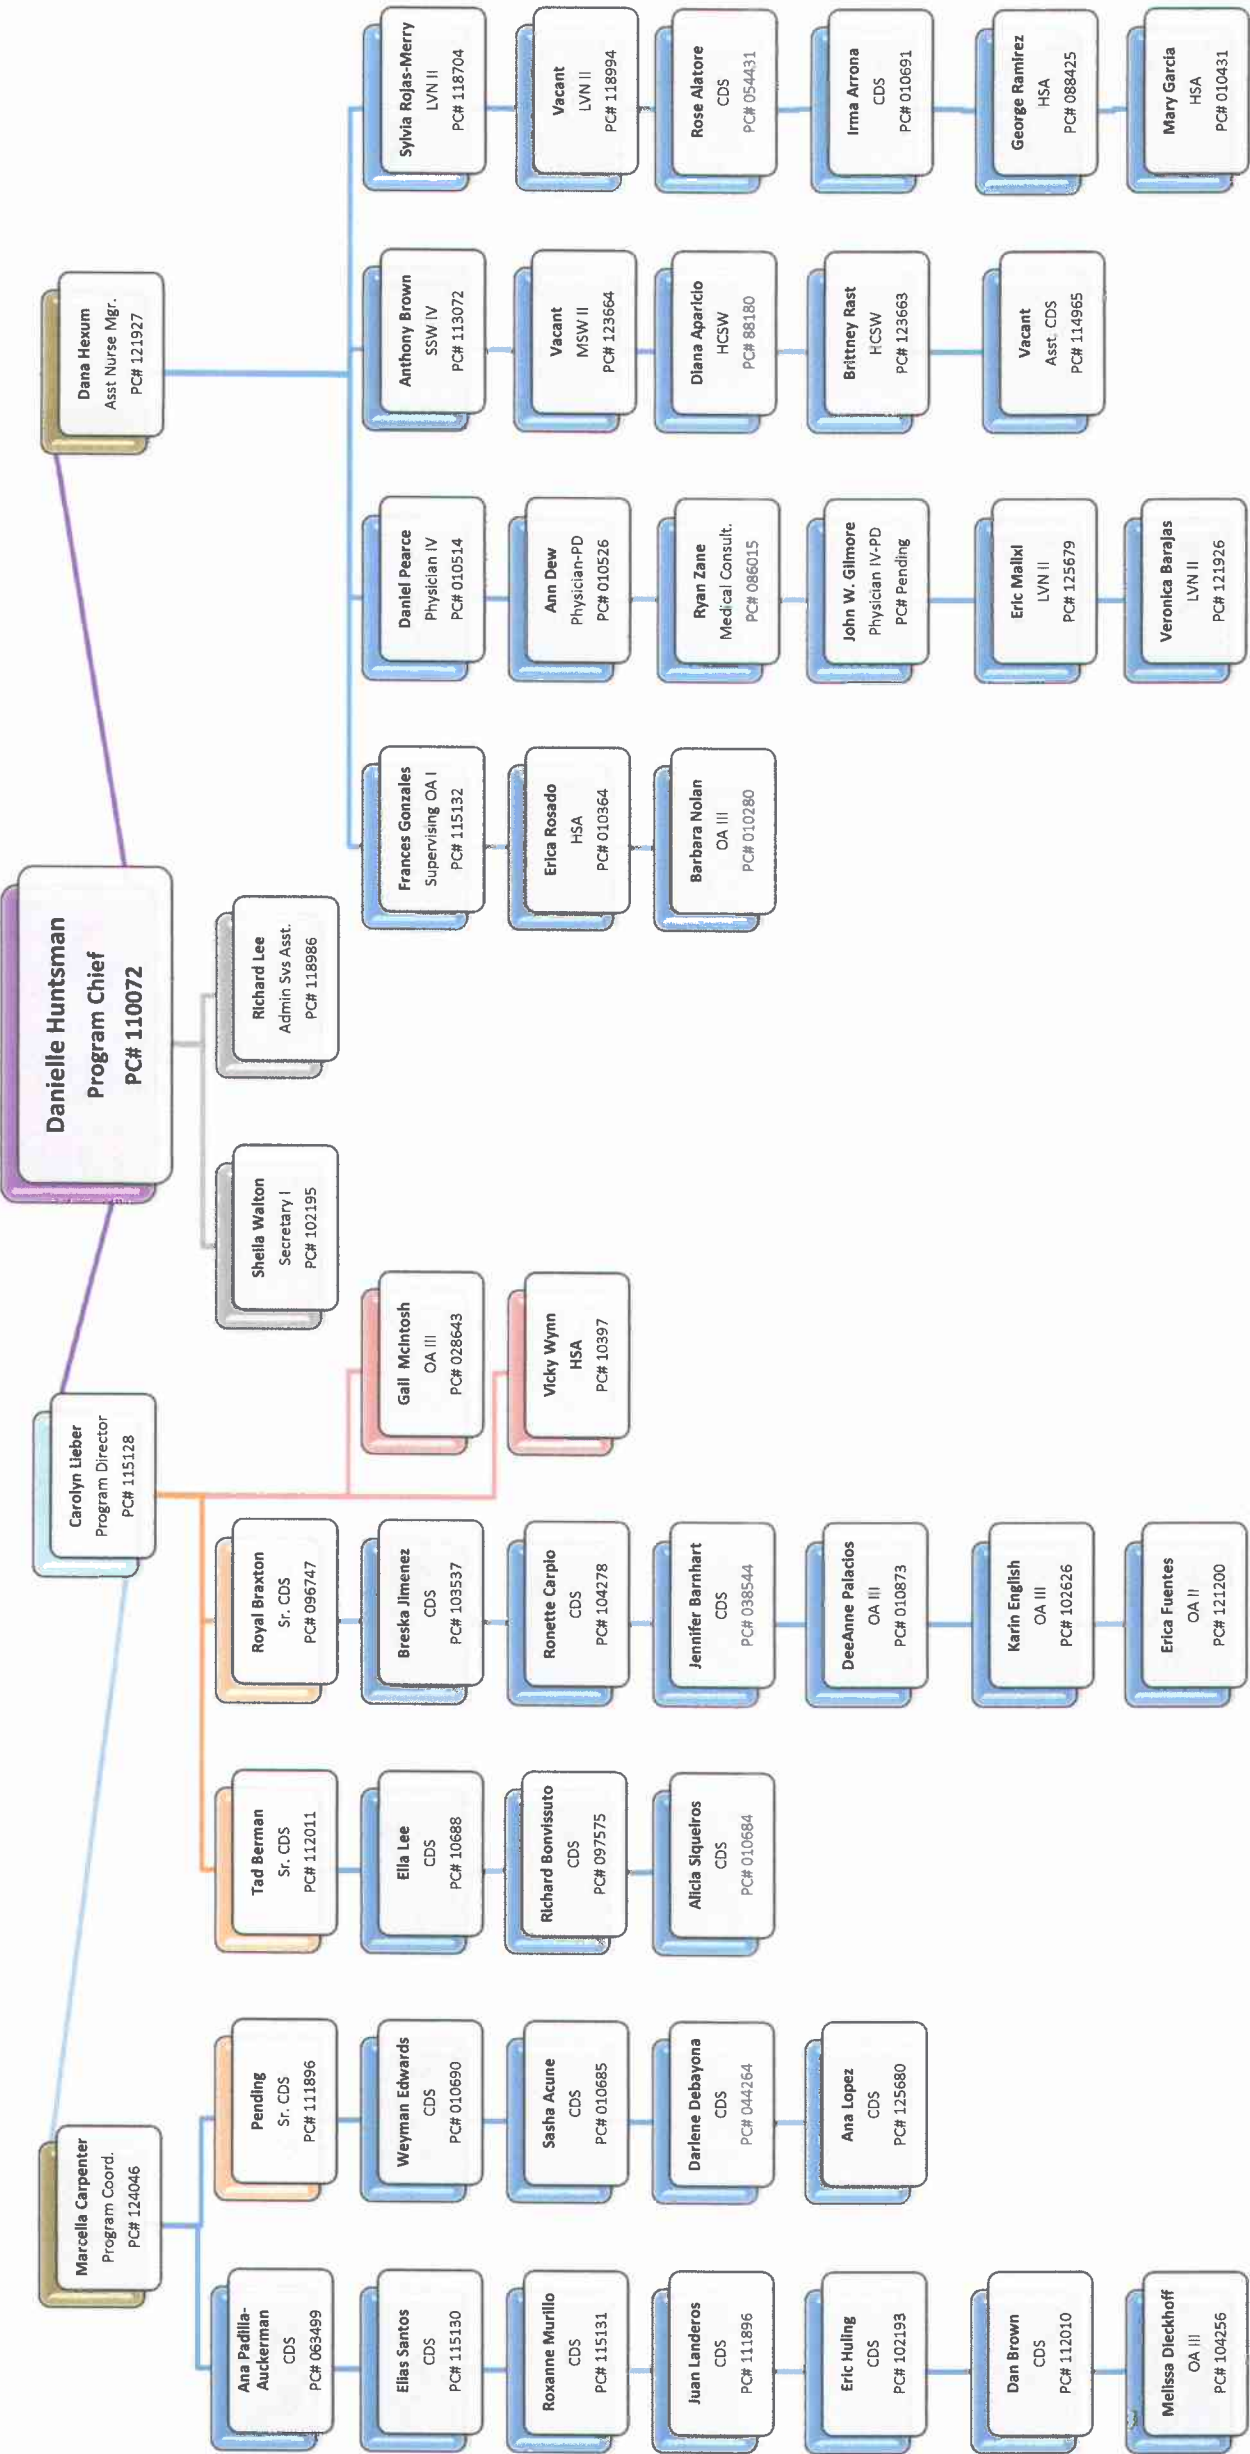 Danielle Huntsman
Program Chief
PC# 110072
Marcella Carpenter
Program Coord.
PC# 124046
Carolyn Lieber
Program Director
PC# 115128
Dana Hexum
Asst Nurse Mgr.
PC# 121927
Sheila Walton
Secretary I
PC# 102195
Richard Lee
Admin Svs Asst.
PC# 118986
Ana Padilla-
Auckerman
CDS
PC# 063499
Elias Santos
CDS
PC# 115130
Roxanne Murillo
CDS
PC# 115131
Juan Landeros
CDS
PC# 111896
Eric Huling
CDS
PC# 102193
Dan Brown
CDS
PC# 112010
Melissa Dieckhoff
OA III
PC# 104256
Pending
Sr. CDS
PC# 111896
Weyman Edwards
CDS
PC# 010690
Sasha Acune
CDS
PC# 010685
Darlene Debayona
CDS
PC# 044264
Ana Lopez
CDS
PC# 125680
Tad Berman
Sr. CDS
PC# 112011
Ella Lee
CDS
PC# 10688
Richard Bonvissuto
CDS
PC# 097575
Alicia Siqueiros
CDS
PC# 010684
Royal Braxton
Sr. CDS
PC# 096747
Breska Jimenez
CDS
PC# 103537
Ronette Carpio
CDS
PC# 104278
Jennifer Barnhart
CDS
PC# 038544
DeeAnne Palacios
OA III
PC# 010873
Karin English
OA III
PC# 102626
Erica Fuentes
OA II
PC# 121200
Gail McIntosh
OA III
PC# 028643
Vicky Wynn
HSA
PC# 10397
Frances Gonzales
Supervising OA I
PC# 115132
Erica Rosado
HSA
PC# 010364
Barbara Nolan
OA III
PC# 010280
Daniel Pearce
Physician IV
PC# 010514
Ann Dew
Physician-PD
PC# 010526
Ryan Zane
Medical Consult.
PC# 086015
John W. Gilmore
Physician IV-PD
PC# Pending
Eric Malixi
LVN II
PC# 125679
Veronica Barajas
LVN II
PC# 121926
Anthony Brown
SSW IV
PC# 113072
Vacant
MSW II
PC# 123664
Diana Aparicio
HCSW
PC# 88180
Brittney Rast
HCSW
PC# 123663
Vacant
Asst. CDS
PC# 114965
Sylvia Rojas-Merry
LVN II
PC# 118704
Vacant
LVN II
PC# 118994
Rose Alatore
CDS
PC# 054431
Irma Arrona
CDS
PC# 010691
George Ramirez
HSA
PC# 088425
Mary Garcia
HSA
PC# 010431